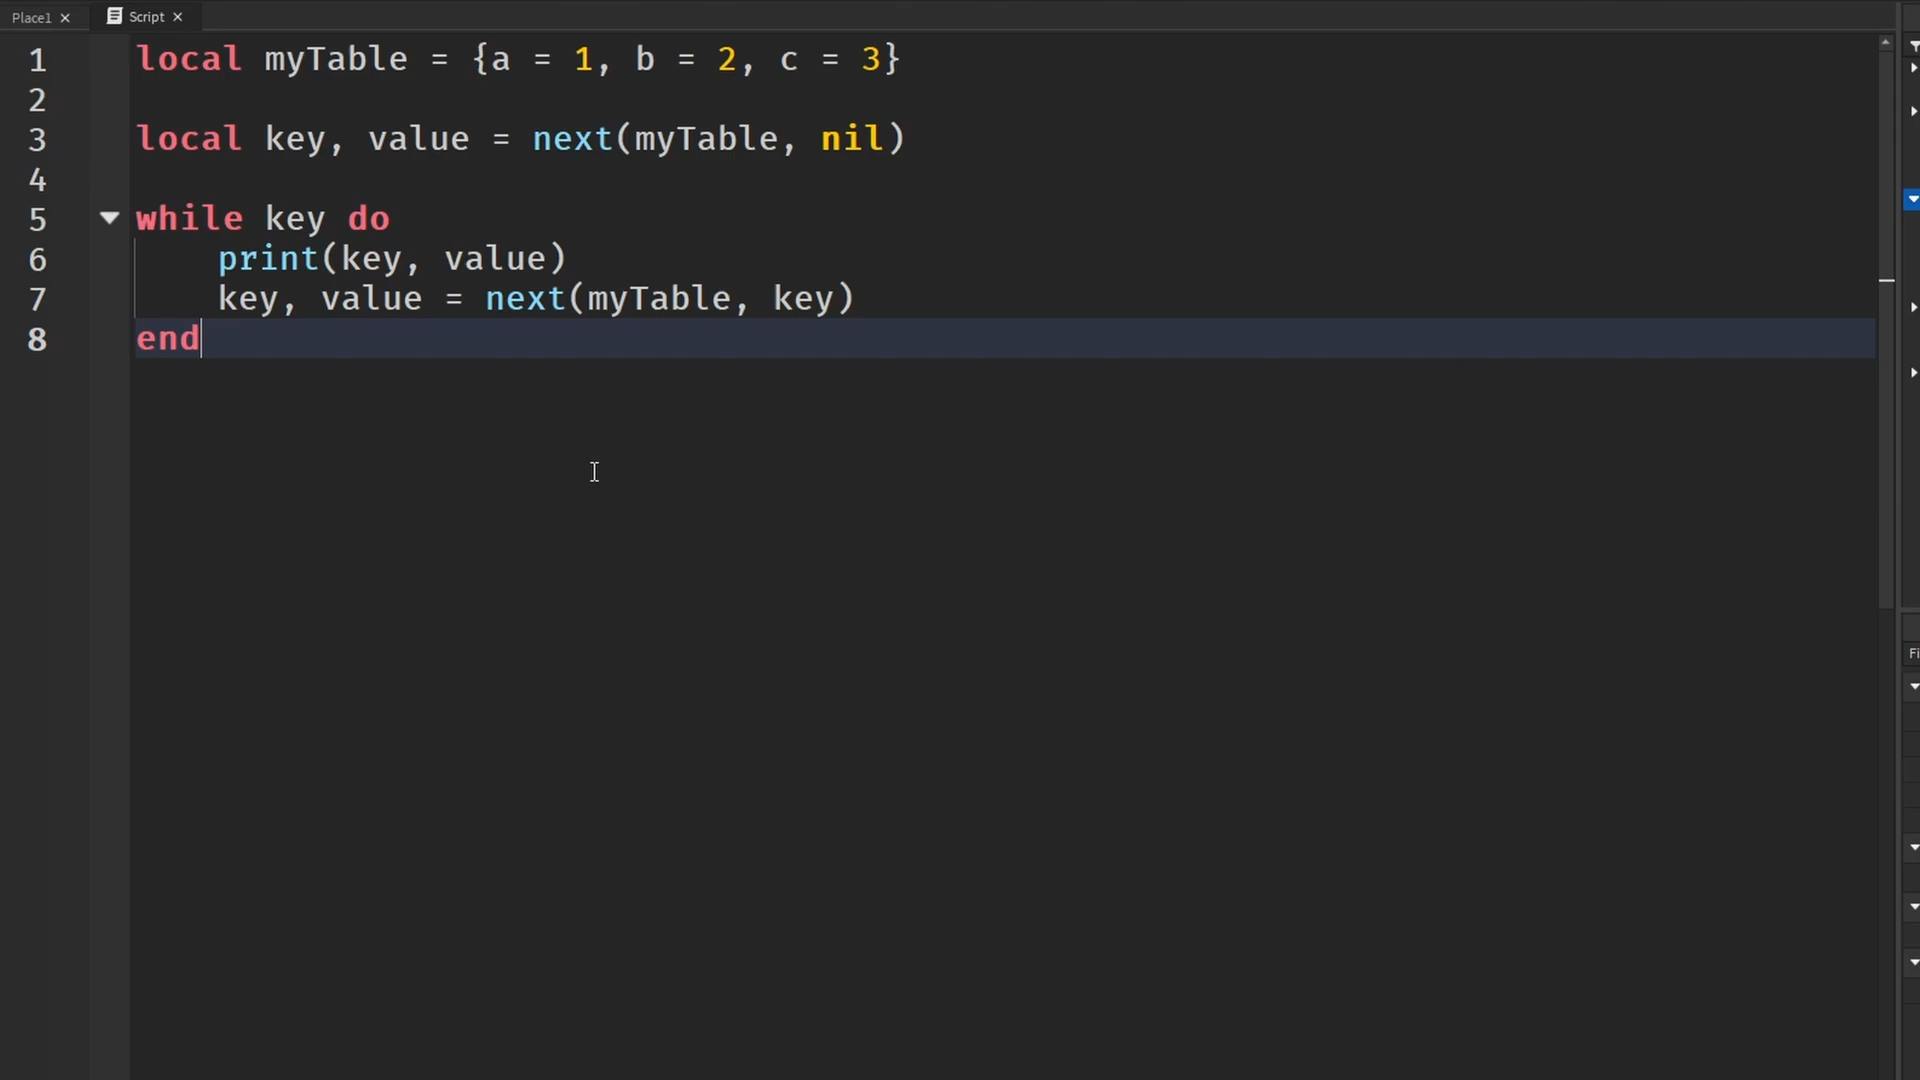 Place1 × Script ×
1 local myTable = {a = 1, b = 2, c = 3}
2
3 local key, value = next(myTable, nil)
4
5 while key do
6     print(key, value)
7     key, value = next(myTable, key)
8 end
Fi